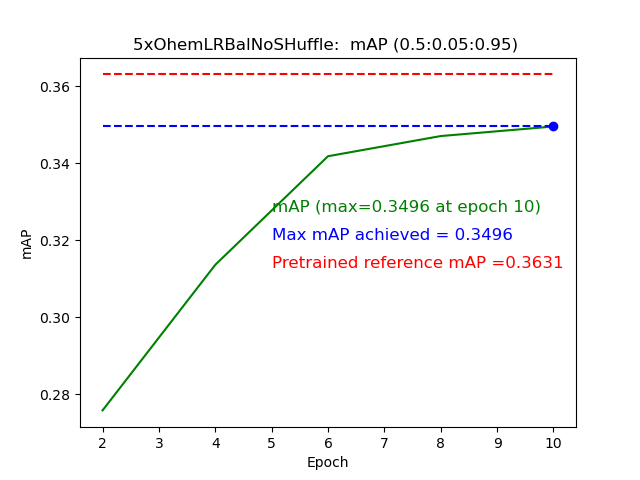 5xOhemLRBalNoSHuffle:  mAP (0.5:0.05:0.95)
0.36
0.34
0.32
0.30
0.28
mAP
mAP (max=0.3496 at epoch 10)
Max mAP achieved = 0.3496
Pretrained reference mAP =0.3631
2 3 4 5 6 7 8 9 10
Epoch